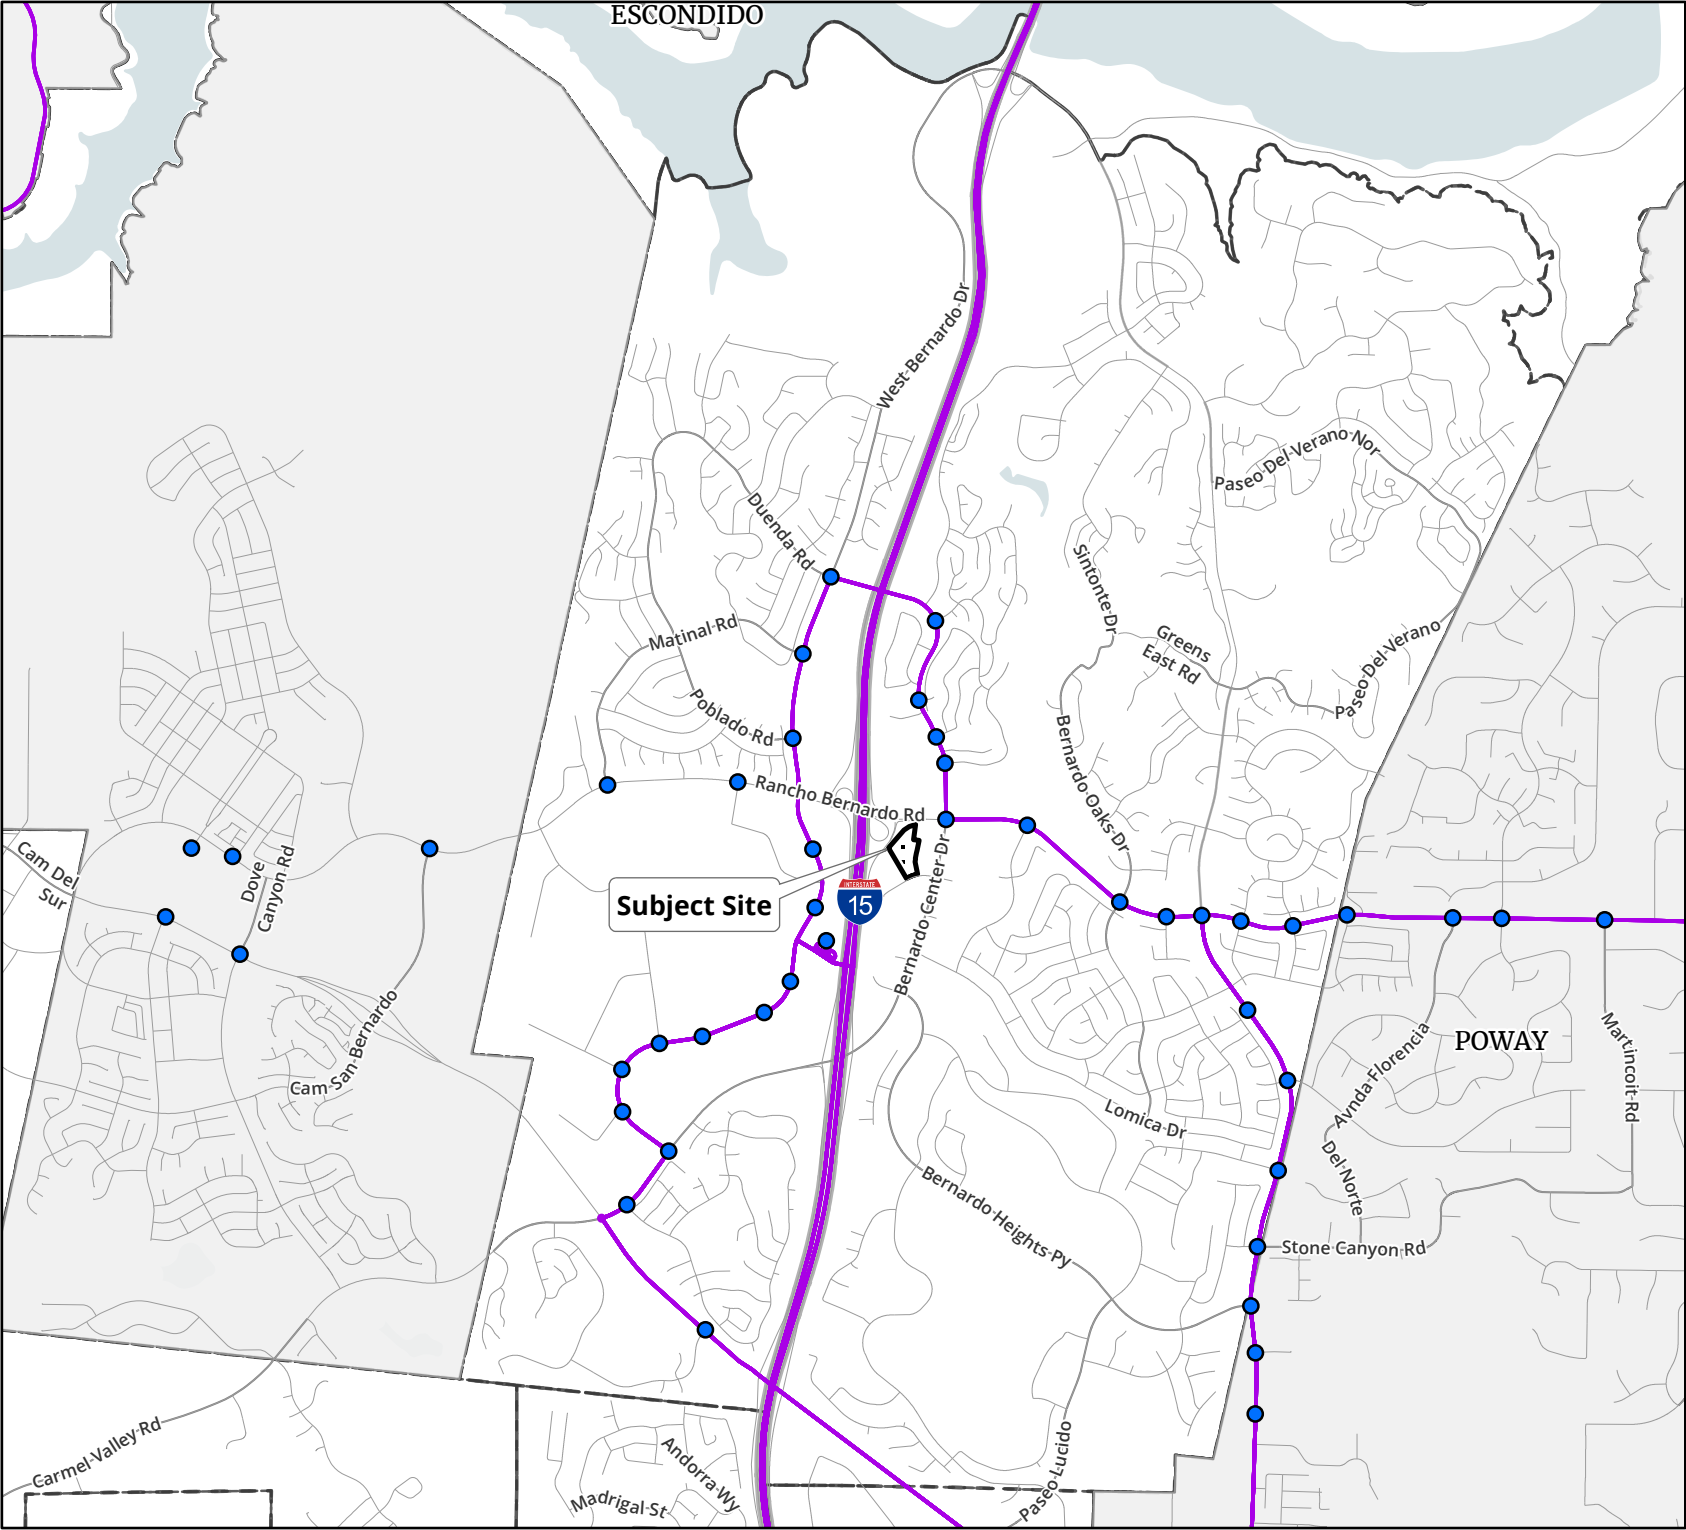 ESCONDIDO
West Bernardo Dr
Paseo Del Verano Nor
Duenda Rd
Sintonte Dr
Matinal Rd
Greens
East Rd
Paseo Del Verano
Poblado Rd
Bernardo Oaks Dr
Rancho Bernardo Rd
Cam Del
Sur
Dove
Canyon Rd
Subject Site
INTERSTATE
15
Bernardo Center Dr
Cam San Bernardo
POWAY
Avnda Florencia
Martincoit Rd
Lomica Dr
Del Norte
Bernardo Heights Py
Stone Canyon Rd
Carmel Valley Rd
Andorra Wy
Madrigal St
Paseo Lucido